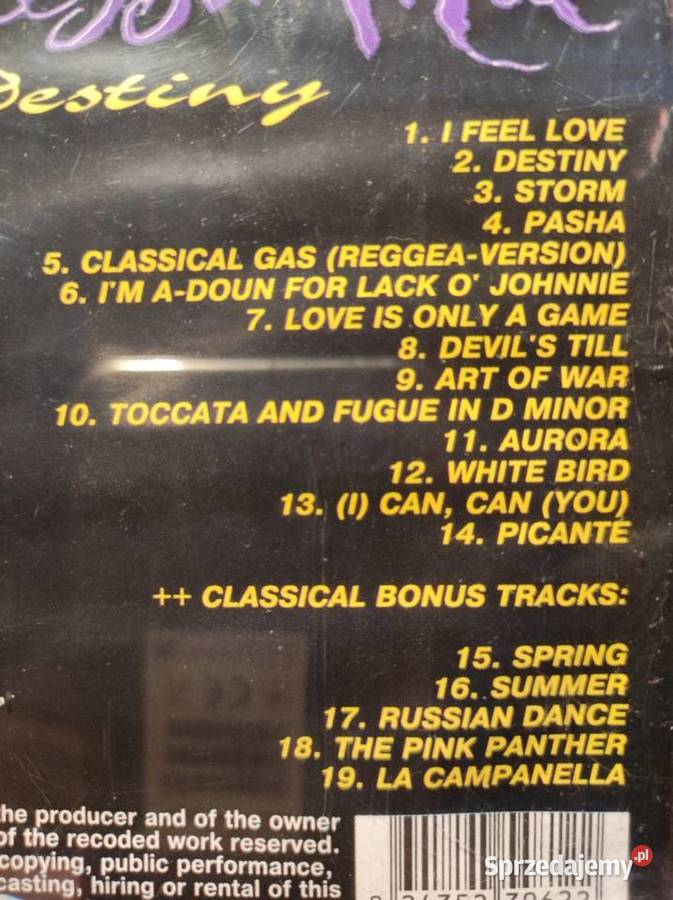 Destiny
1. I FEEL LOVE
2. DESTINY
3. STORM
4. PASHA
5. CLASSICAL GAS (REGGEA-VERSION)
6. I'M A-DOUN FOR LACK O' JOHNNIE
7. LOVE IS ONLY A GAME
8. DEVIL'S TILL
9. ART OF WAR
10. TOCCATA AND FUGUE IN D MINOR
11. AURORA
12. WHITE BIRD
13. (I) CAN, CAN (YOU)
14. PICANTE
++ CLASSICAL BONUS TRACKS:
15. SPRING
16. SUMMER
17. RUSSIAN DANCE
18. THE PINK PANTHER
19. LA CAMPANELLA
the producer and of the owner
of the recoded work reserved.
copying, public performance,
casting, hiring or rental of this
Sprzedajemy.pl